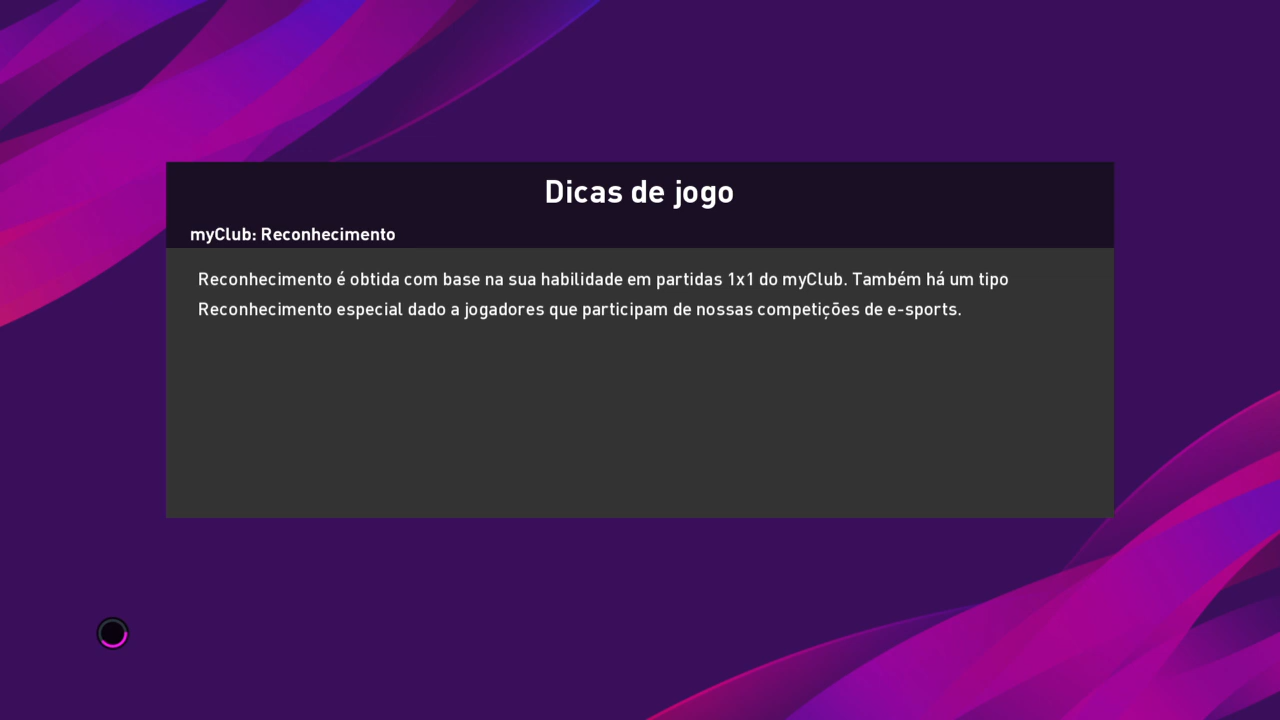 Dicas de jogo
myClub: Reconhecimento
Reconhecimento é obtida com base na sua habilidade em partidas 1x1 do myClub. Também há um tipo
Reconhecimento especial dado a jogadores que participam de nossas competições de e-sports.